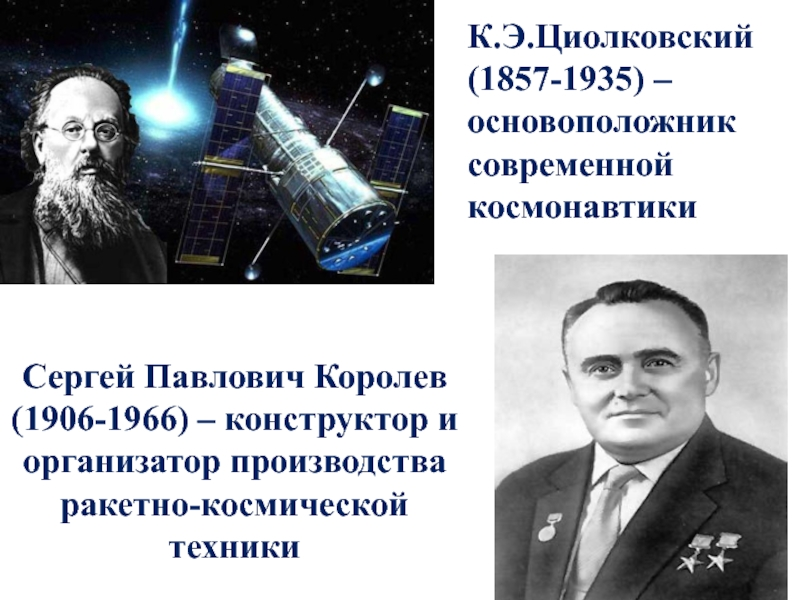 К.Э.Циолковский
(1857-1935) –
основоположник
современной
космонавтики
Сергей Павлович Королев
(1906-1966) – конструктор и
организатор производства
ракетно-космической
техники